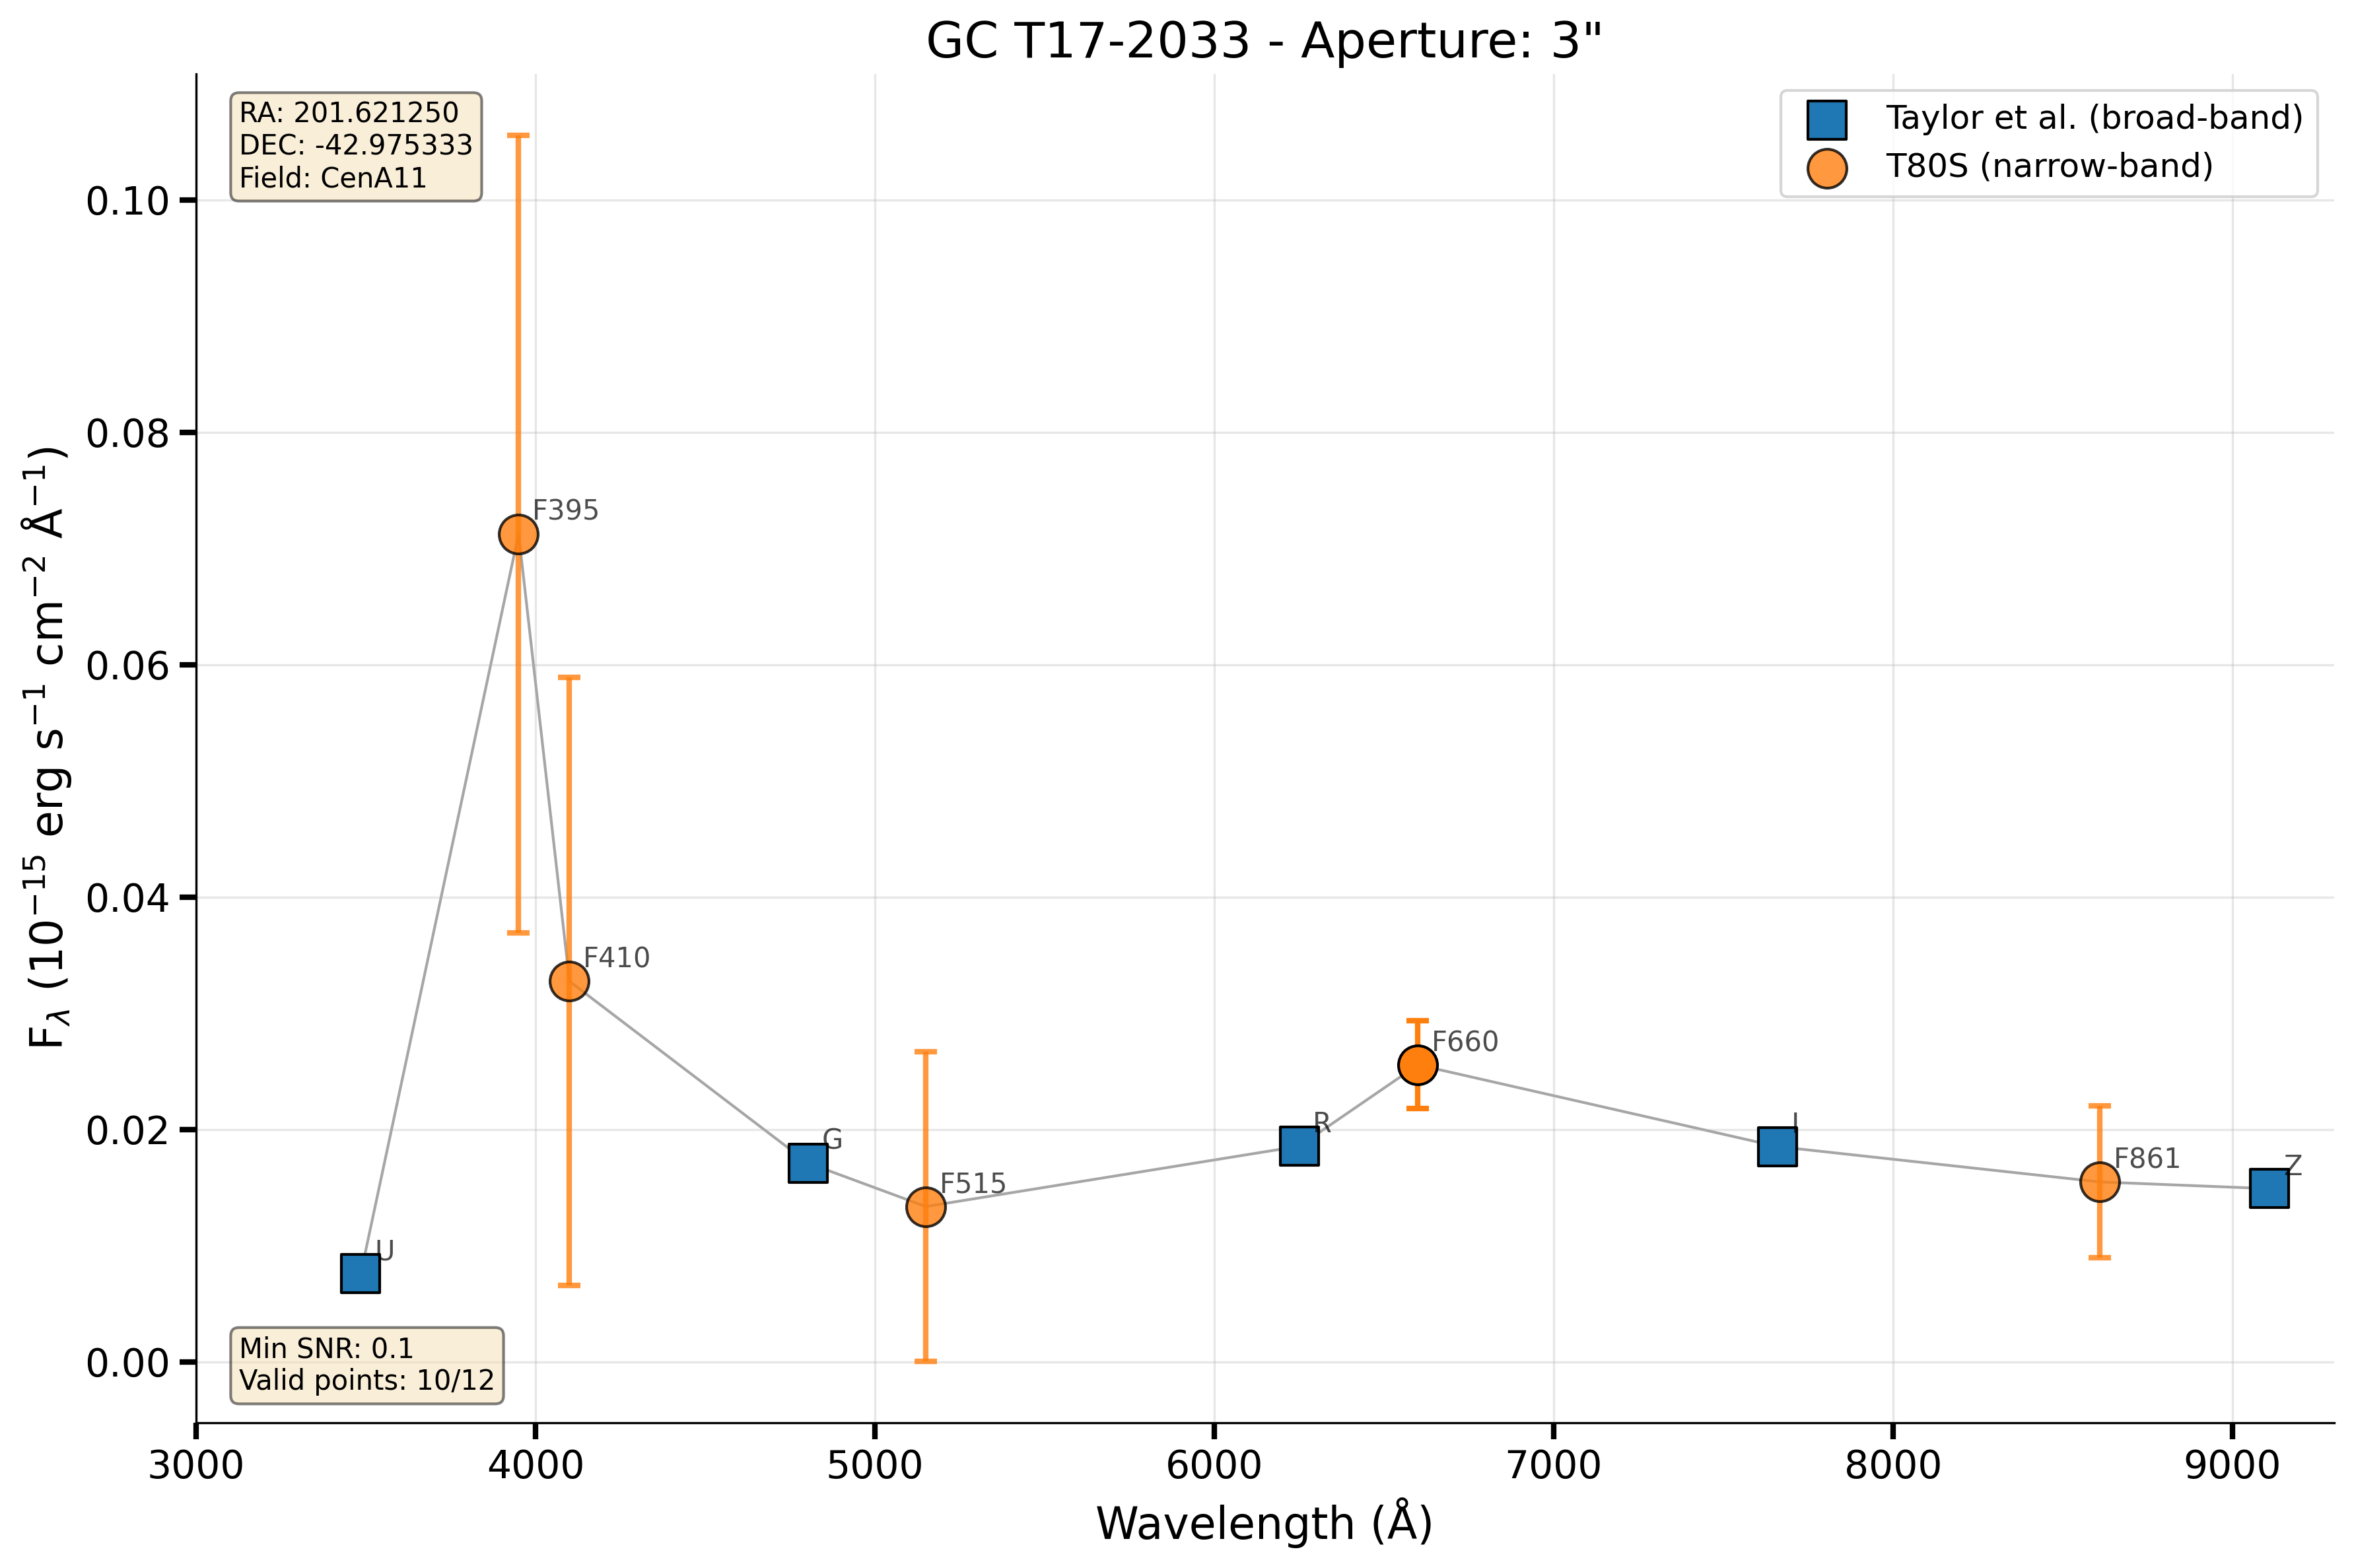 GC T17-2033 - Aperture: 3"
RA: 201.621250
DEC: -42.975333
Field: CenA11
Taylor et al. (broad-band)
T80S (narrow-band)
0.10
0.08
0.06
0.04
0.02
0.00
F_λ (10⁻¹⁵ erg s⁻¹ cm⁻² Å⁻¹)
F395
F410
F660
G
R
I
F515
F861
Z
U
Min SNR: 0.1
Valid points: 10/12
3000 4000 5000 6000 7000 8000 9000
Wavelength (Å)